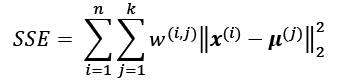 $SSE = \sum_{i=1}^{n} \sum_{j=1}^{k} w^{(i,j)} \left\| \boldsymbol{x}^{(i)} - \boldsymbol{\mu}^{(j)} \right\|_2^2$